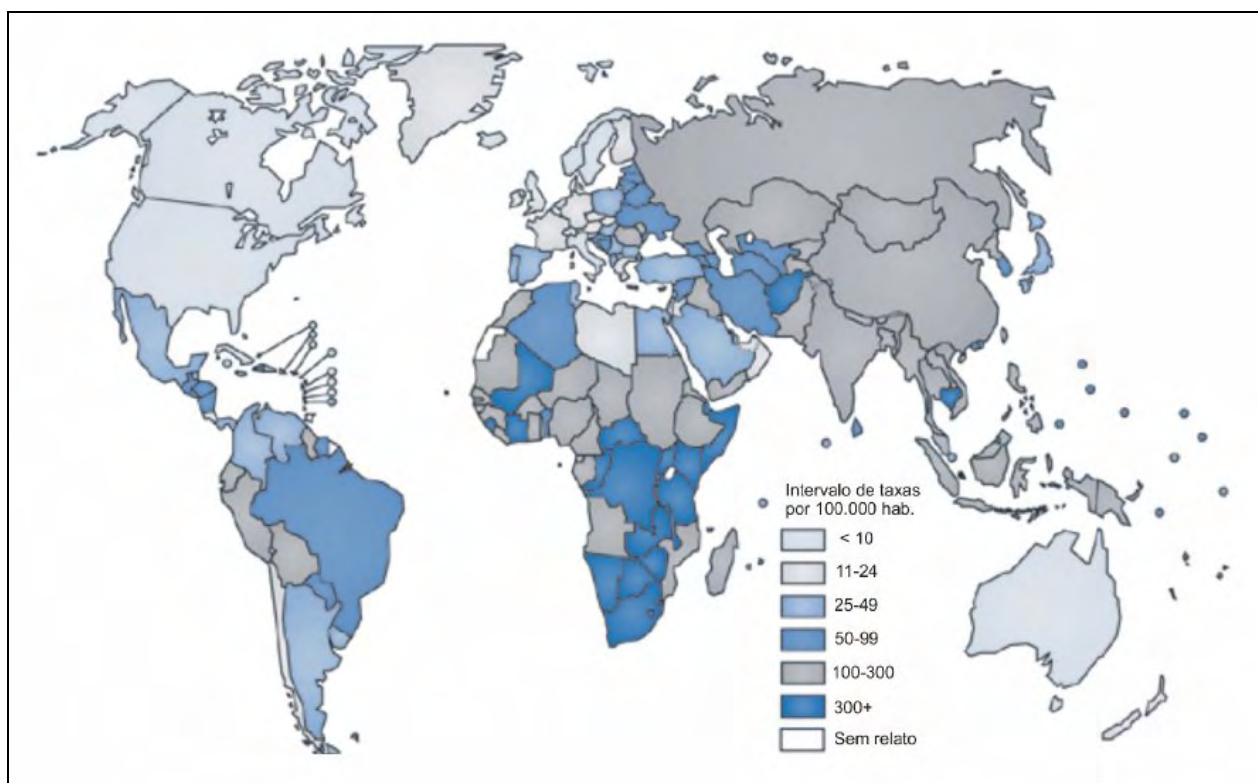 Intervalo de taxas
por 100.000 hab.
< 10
11-24
25-49
50-99
100-300
300+
Sem relato